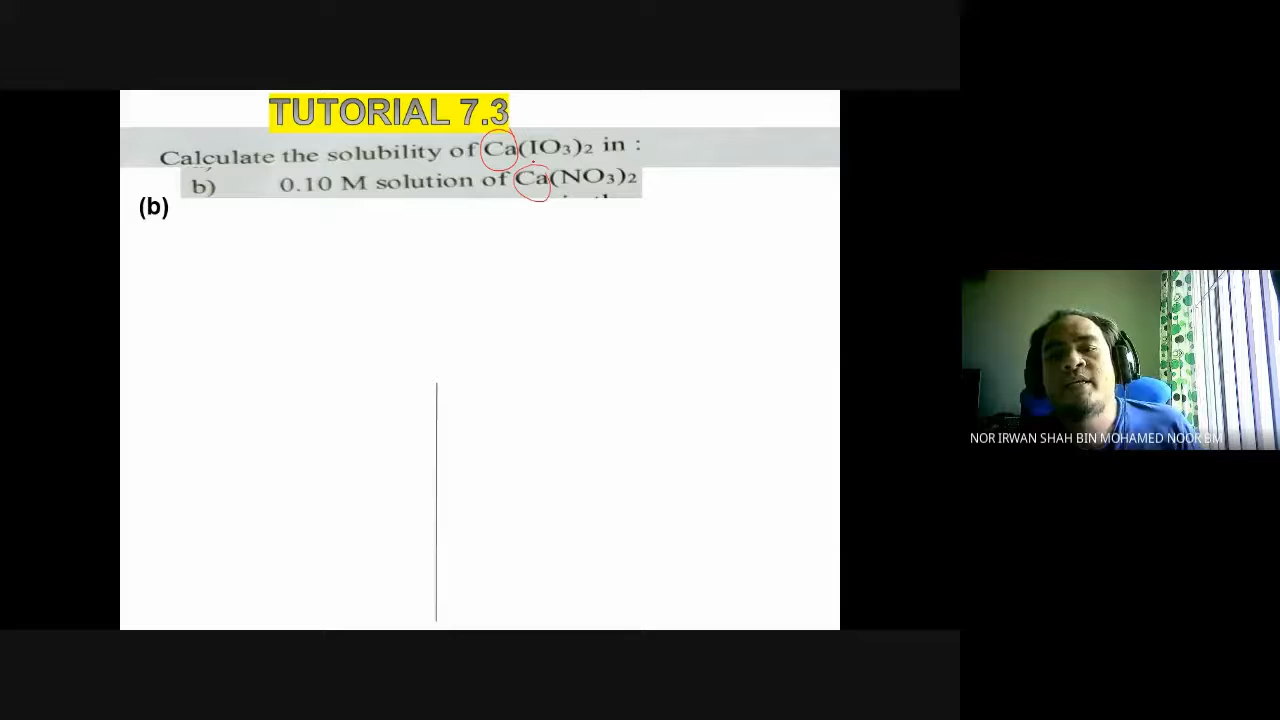 TUTORIAL 7.3
Calculate the solubility of Ca(IO₃)₂ in :
b) 0.10 M solution of Ca(NO₃)₂
(b)
NOR IRWAN SHAH BIN MOHAMED NOOR BM